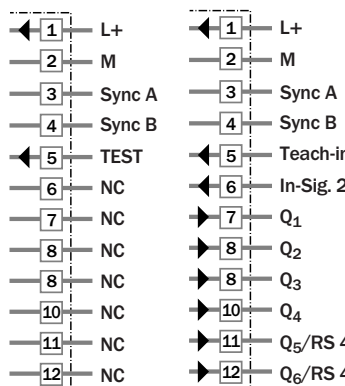 1 L+
2 M
3 Sync A
4 Sync B
5 TEST
6 NC
7 NC
8 NC
8 NC
10 NC
11 NC
12 NC
1 L+
2 M
3 Sync A
4 Sync B
5 Teach-in
6 In-Sig. 2
7 Q₁
8 Q₂
8 Q₃
10 Q₄
11 Q₅/RS 4
12 Q₆/RS 4